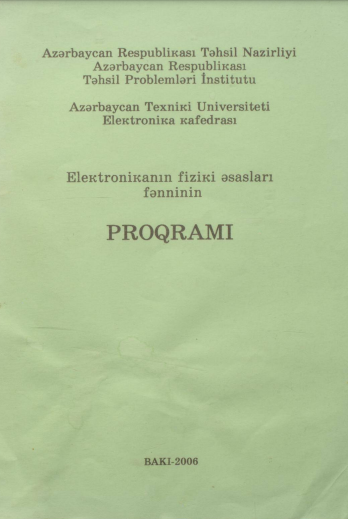 Azərbaycan Respublikası Təhsil Nazirliyi
Azərbaycan Respublikası
Təhsil Problemləri İnstitutu
Azərbaycan Texniki Universiteti
Elektronika kafedrası
Elektronikanın fiziki əsasları
fənninin
PROQRAMI
BAKI-2006